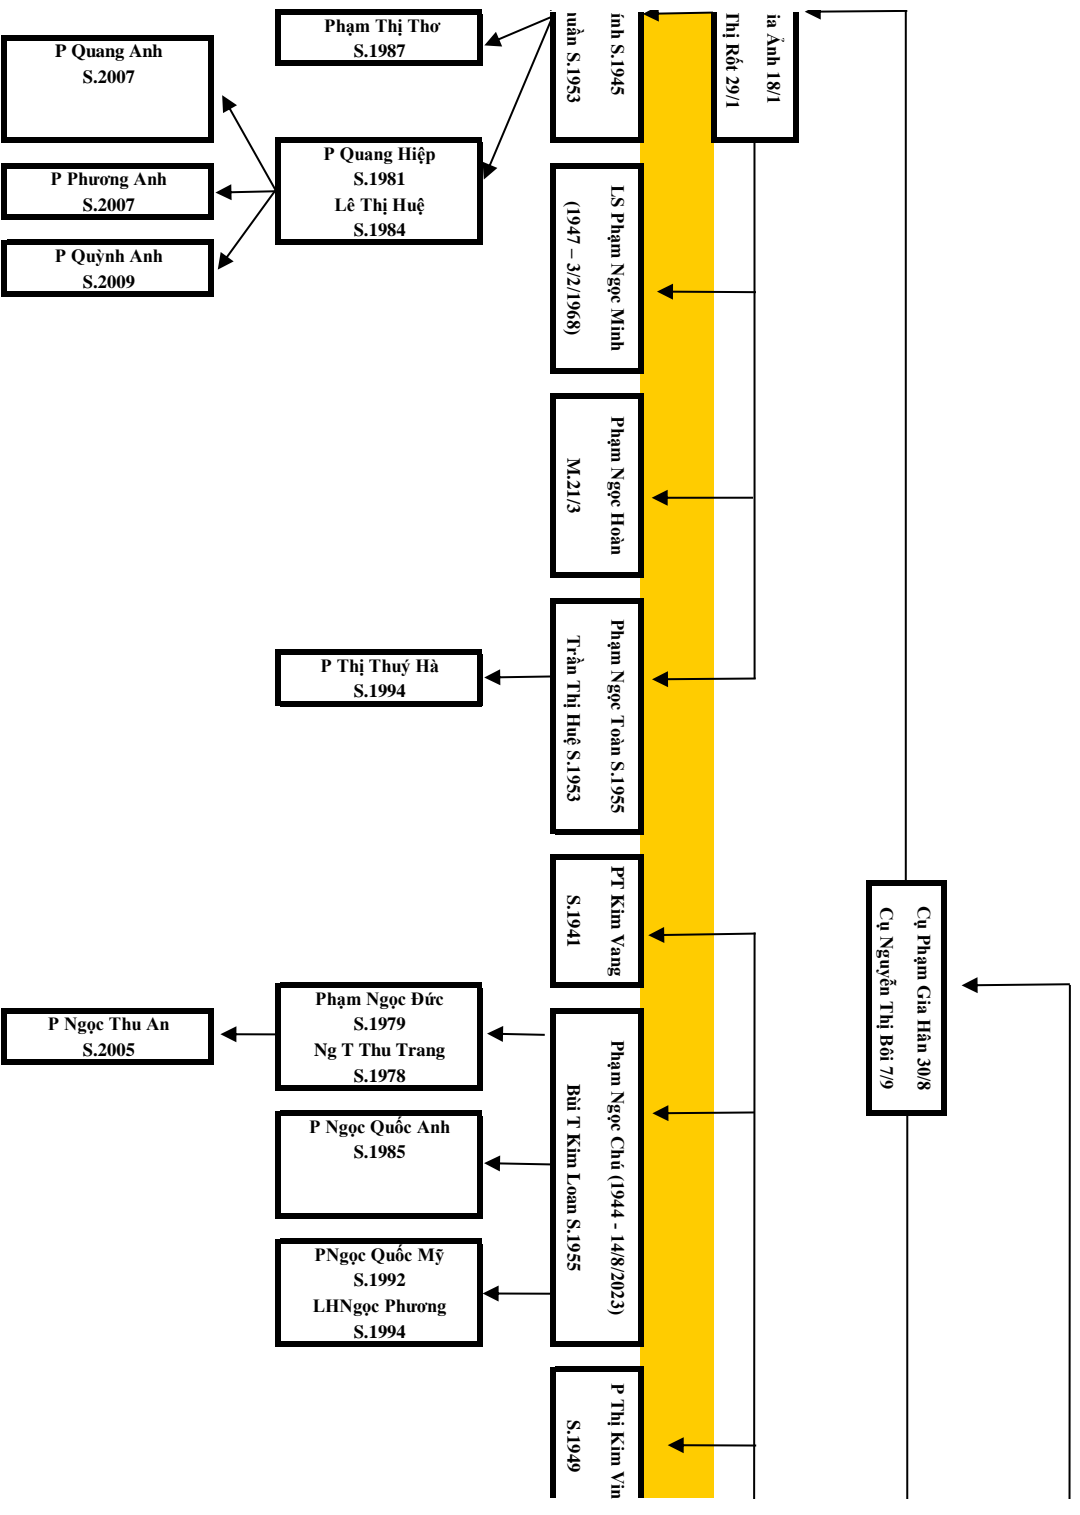 Phạm Thị Thơ
S.1987
P Quang Anh
S.2007
P Quang Hiệp
S.1981
Lê Thị Huệ
S.1984
P Phương Anh
S.2007
P Quỳnh Anh
S.2009
ính S.1945
uần S.1953
ia Ảnh 18/1
Thị Rốt 29/1
LS Phạm Ngọc Minh
(1947 – 3/2/1968)
Phạm Ngọc Hoàn
M.21/3
Phạm Ngọc Toàn S.1955
Trần Thị Huệ S.1953
P Thị Thuý Hà
S.1994
PT Kim Vang
S.1941
Cụ Phạm Gia Hân 30/8
Cụ Nguyễn Thị Bôi 7/9
Phạm Ngọc Đức
S.1979
Ng T Thu Trang
S.1978
P Ngọc Thu An
S.2005
Phạm Ngọc Chú (1944 - 14/8/2023)
Bùi T Kim Loan S.1955
P Ngọc Quốc Anh
S.1985
PNgọc Quốc Mỹ
S.1992
LHNgọc Phương
S.1994
P Thị Kim Vin
S.1949